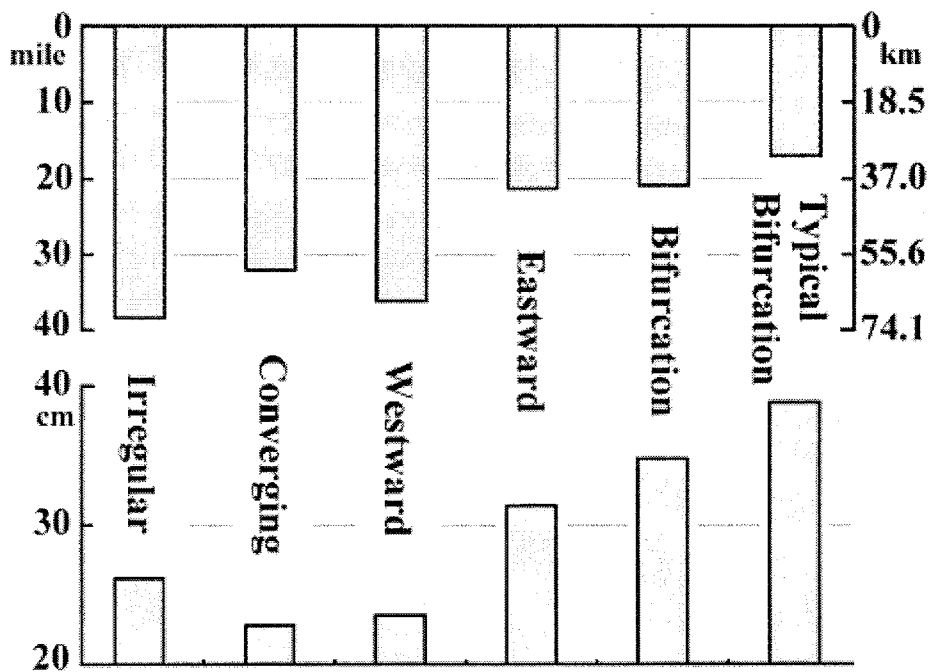 0
mile
10
20
30
40
0
km
18.5
37.0
55.6
74.1
40
cm
30
20
Irregular
Converging
Westward
Eastward
Bifurcation
Typical
Bifurcation